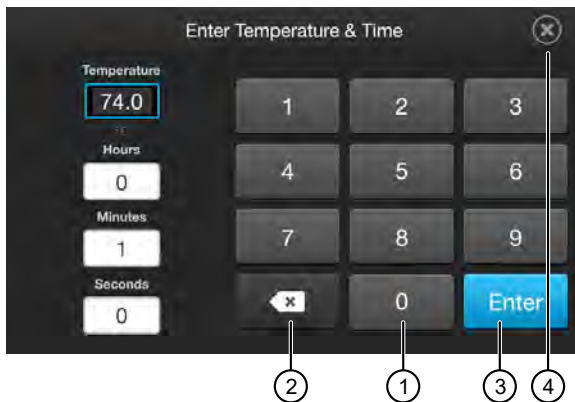 Enter Temperature & Time
Temperature
74.0
Hours
0
Minutes
1
Seconds
0
1 2 3
4 5 6
7 8 9
0 Enter
2 1 3 4